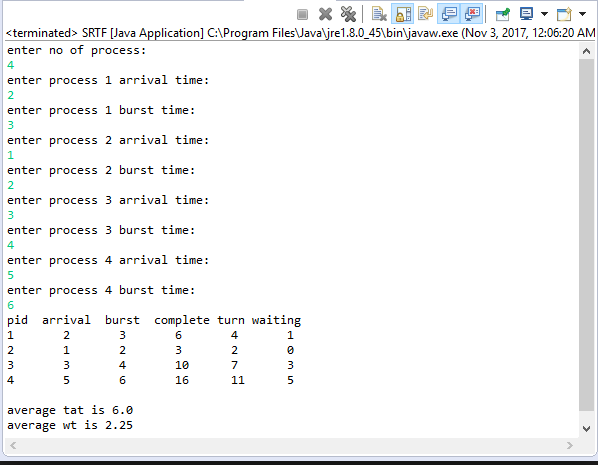 <terminated> SRTF [Java Application] C:\Program Files\Java\jre1.8.0_45\bin\javaw.exe (Nov 3, 2017, 12:06:20 AM
enter no of process:
4
enter process 1 arrival time:
2
enter process 1 burst time:
3
enter process 2 arrival time:
1
enter process 2 burst time:
2
enter process 3 arrival time:
3
enter process 3 burst time:
4
enter process 4 arrival time:
5
enter process 4 burst time:
6
pid  arrival  burst  complete turn waiting
1     2       3       6     4       1
2     1       2       3     2       0
3     3       4       10    7       3
4     5       6       16    11      5

average tat is 6.0
average wt is 2.25